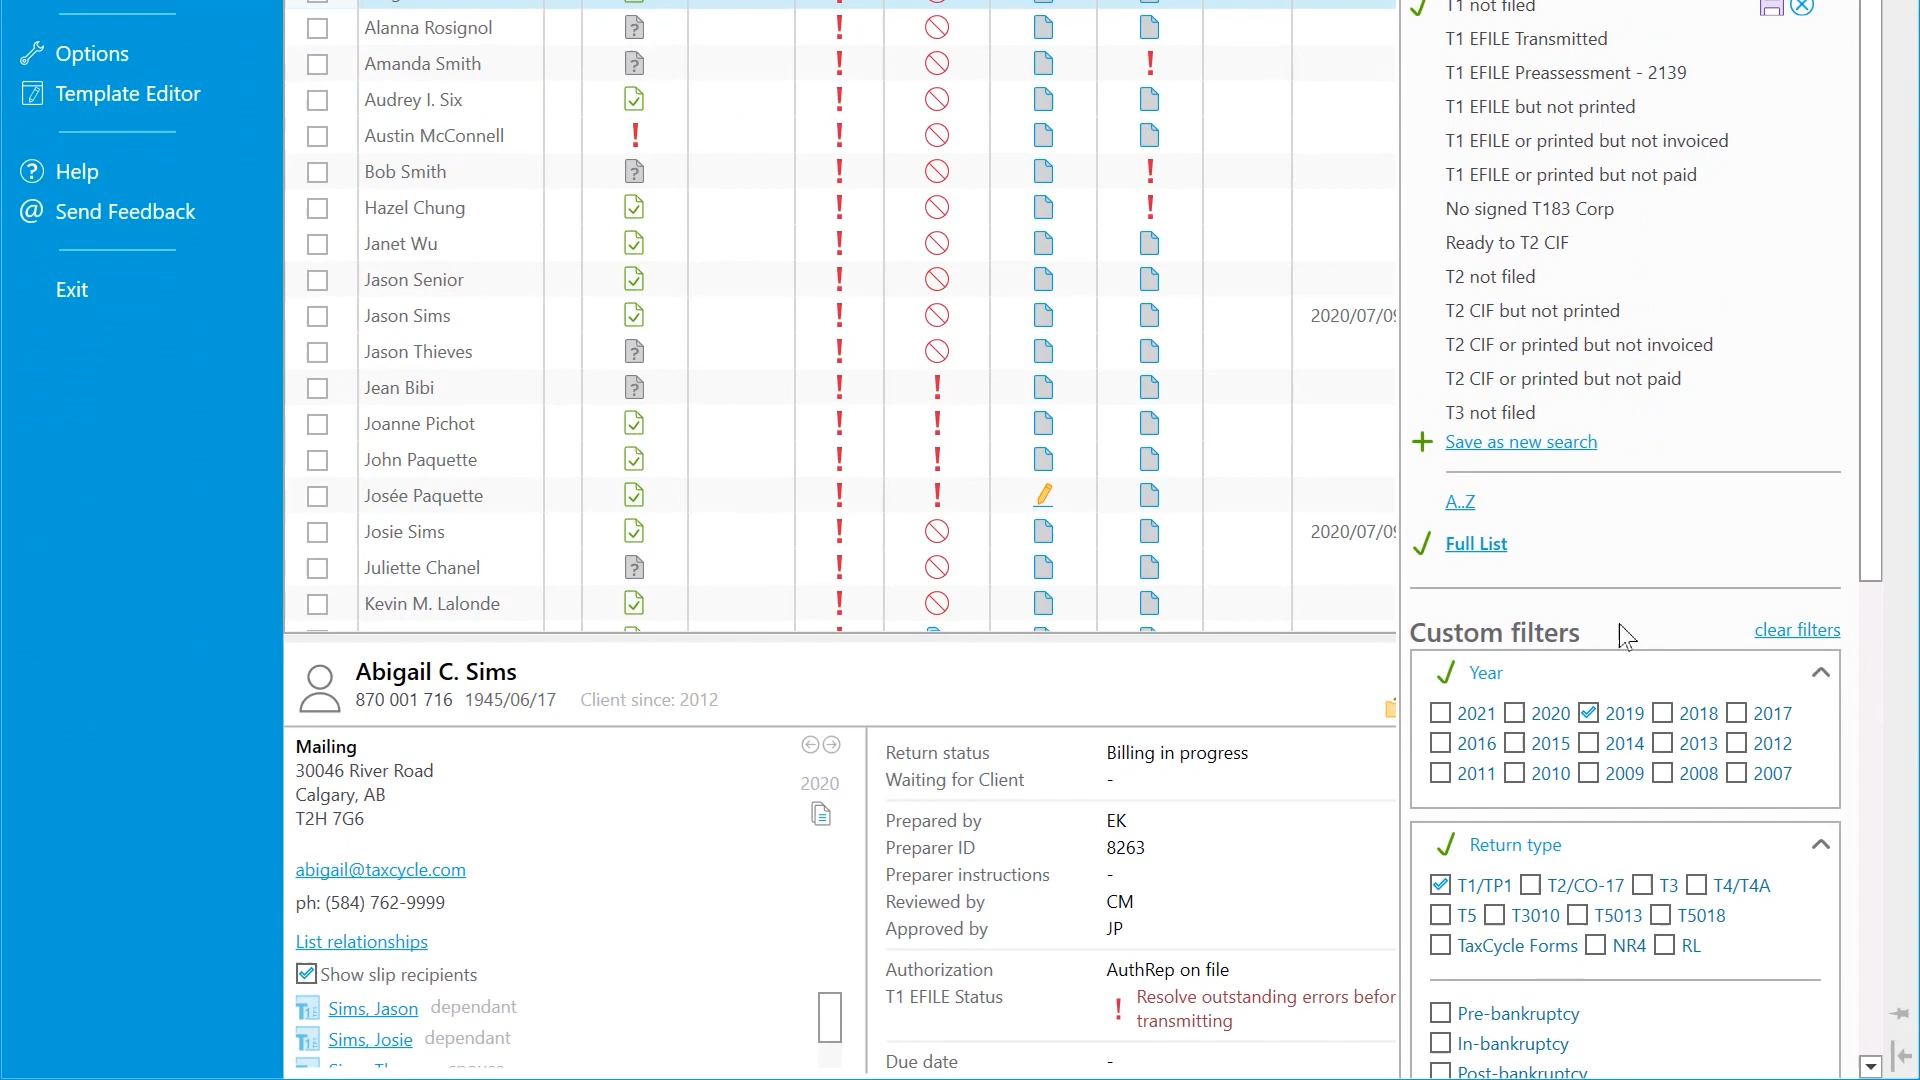 Options
Template Editor
Help
Send Feedback
Exit
Alanna Rosignol
Amanda Smith
Audrey I. Six
Austin McConnell
Bob Smith
Hazel Chung
Janet Wu
Jason Senior
Jason Sims 2020/07/09
Jason Thieves
Jean Bibi
Joanne Pichot
John Paquette
Josée Paquette
Josie Sims 2020/07/09
Juliette Chanel
Kevin M. Lalonde
Abigail C. Sims
870 001 716 1945/06/17 Client since: 2012
Mailing
30046 River Road
Calgary, AB
T2H 7G6
2020
abigail@taxcycle.com
ph: (584) 762-9999
List relationships
Show slip recipients
Sims, Jason dependant
Sims, Josie dependant
Return status Billing in progress
Waiting for Client -
Prepared by EK
Preparer ID 8263
Preparer instructions -
Reviewed by CM
Approved by JP
Authorization AuthRep on file
T1 EFILE Status Resolve outstanding errors befor
transmitting
Due date -
T1 not filed
T1 EFILE Transmitted
T1 EFILE Preassessment - 2139
T1 EFILE but not printed
T1 EFILE or printed but not invoiced
T1 EFILE or printed but not paid
No signed T183 Corp
Ready to T2 CIF
T2 not filed
T2 CIF but not printed
T2 CIF or printed but not invoiced
T2 CIF or printed but not paid
T3 not filed
Save as new search
A..Z
Full List
Custom filters clear filters
Year
2021 2020 2019 2018 2017
2016 2015 2014 2013 2012
2011 2010 2009 2008 2007
Return type
T1/TP1 T2/CO-17 T3 T4/T4A
T5 T3010 T5013 T5018
TaxCycle Forms NR4 RL
Pre-bankruptcy
In-bankruptcy
Post-bankruptcy